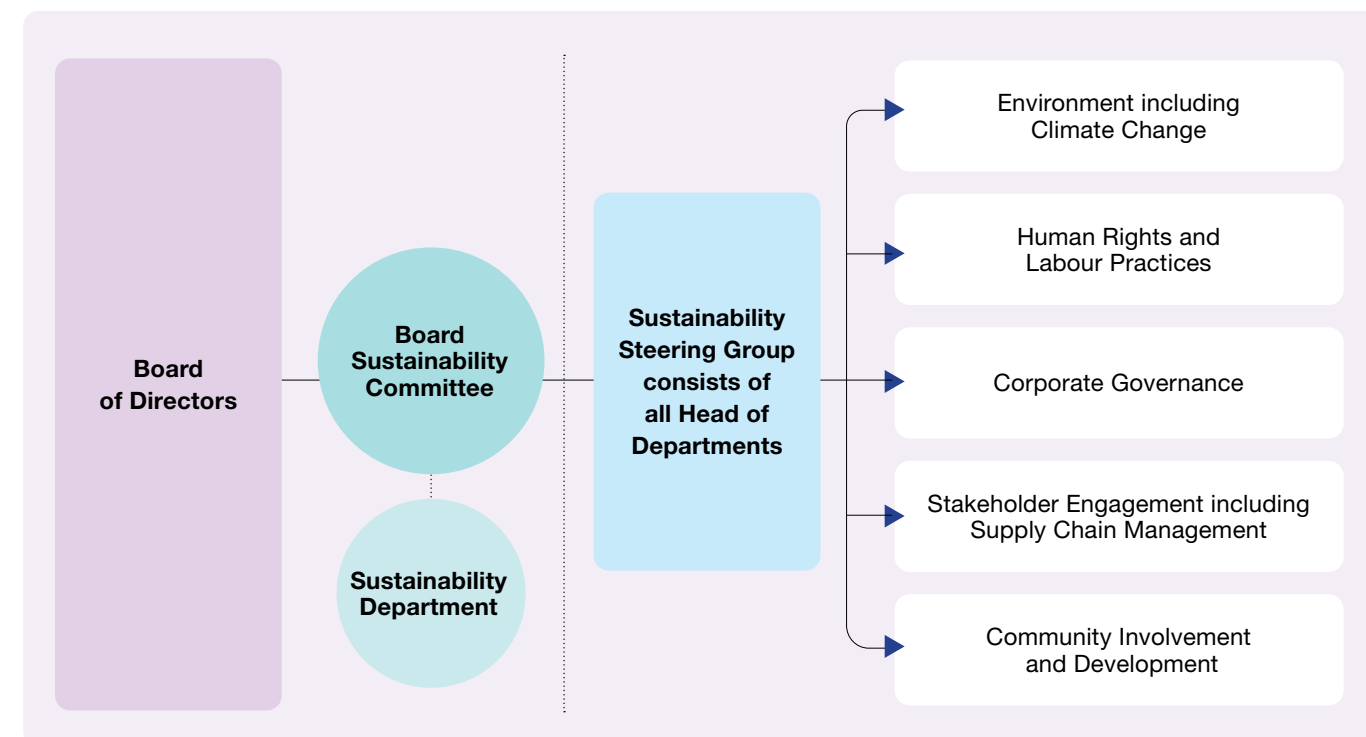 Board
of Directors
Board
Sustainability
Committee
Sustainability
Department
Sustainability
Steering Group
consists of
all Head of
Departments
Environment including
Climate Change
Human Rights and
Labour Practices
Corporate Governance
Stakeholder Engagement including
Supply Chain Management
Community Involvement
and Development